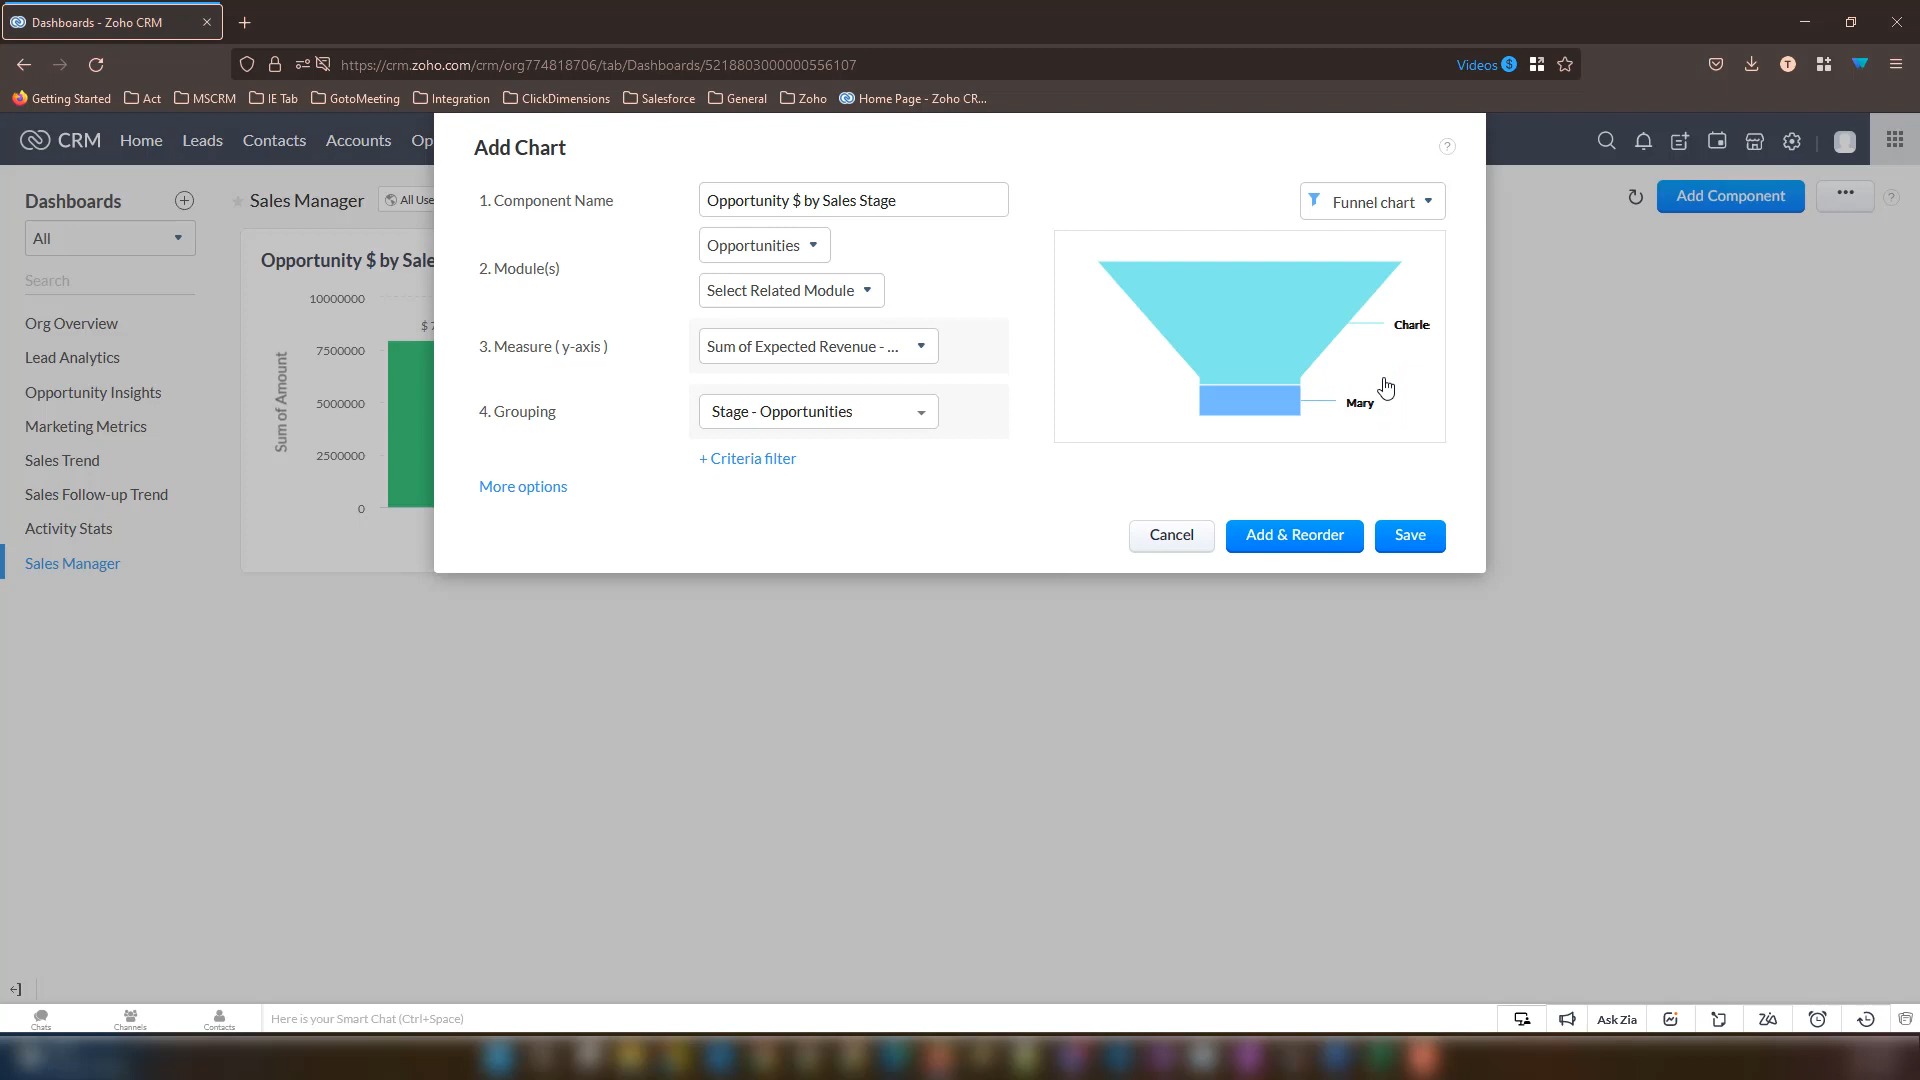 Dashboards - Zoho CRM
https://crm.zoho.com/crm/org774818706/tab/Dashboards/5218803000000556107
Videos $
T
Getting Started Act MSCRM IE Tab GotoMeeting Integration ClickDimensions Salesforce General Zoho Home Page - Zoho CR...
CRM Home Leads Contacts Accounts Op
Add Chart
?
Dashboards
Sales Manager All Use
Add Component
...
?
All
Search
Org Overview
Lead Analytics
Opportunity Insights
Marketing Metrics
Sales Trend
Sales Follow-up Trend
Activity Stats
Sales Manager
Opportunity $ by Sale
Sum of Amount
10000000
$ 7
7500000
5000000
2500000
0
1. Component Name
Opportunity $ by Sales Stage
Funnel chart
2. Module(s)
Opportunities
Select Related Module
3. Measure ( y-axis )
Sum of Expected Revenue - ...
4. Grouping
Stage - Opportunities
+ Criteria filter
More options
Charle
Mary
Cancel
Add & Reorder
Save
Chats
Channels
Contacts
Here is your Smart Chat (Ctrl+Space)
Ask Zia